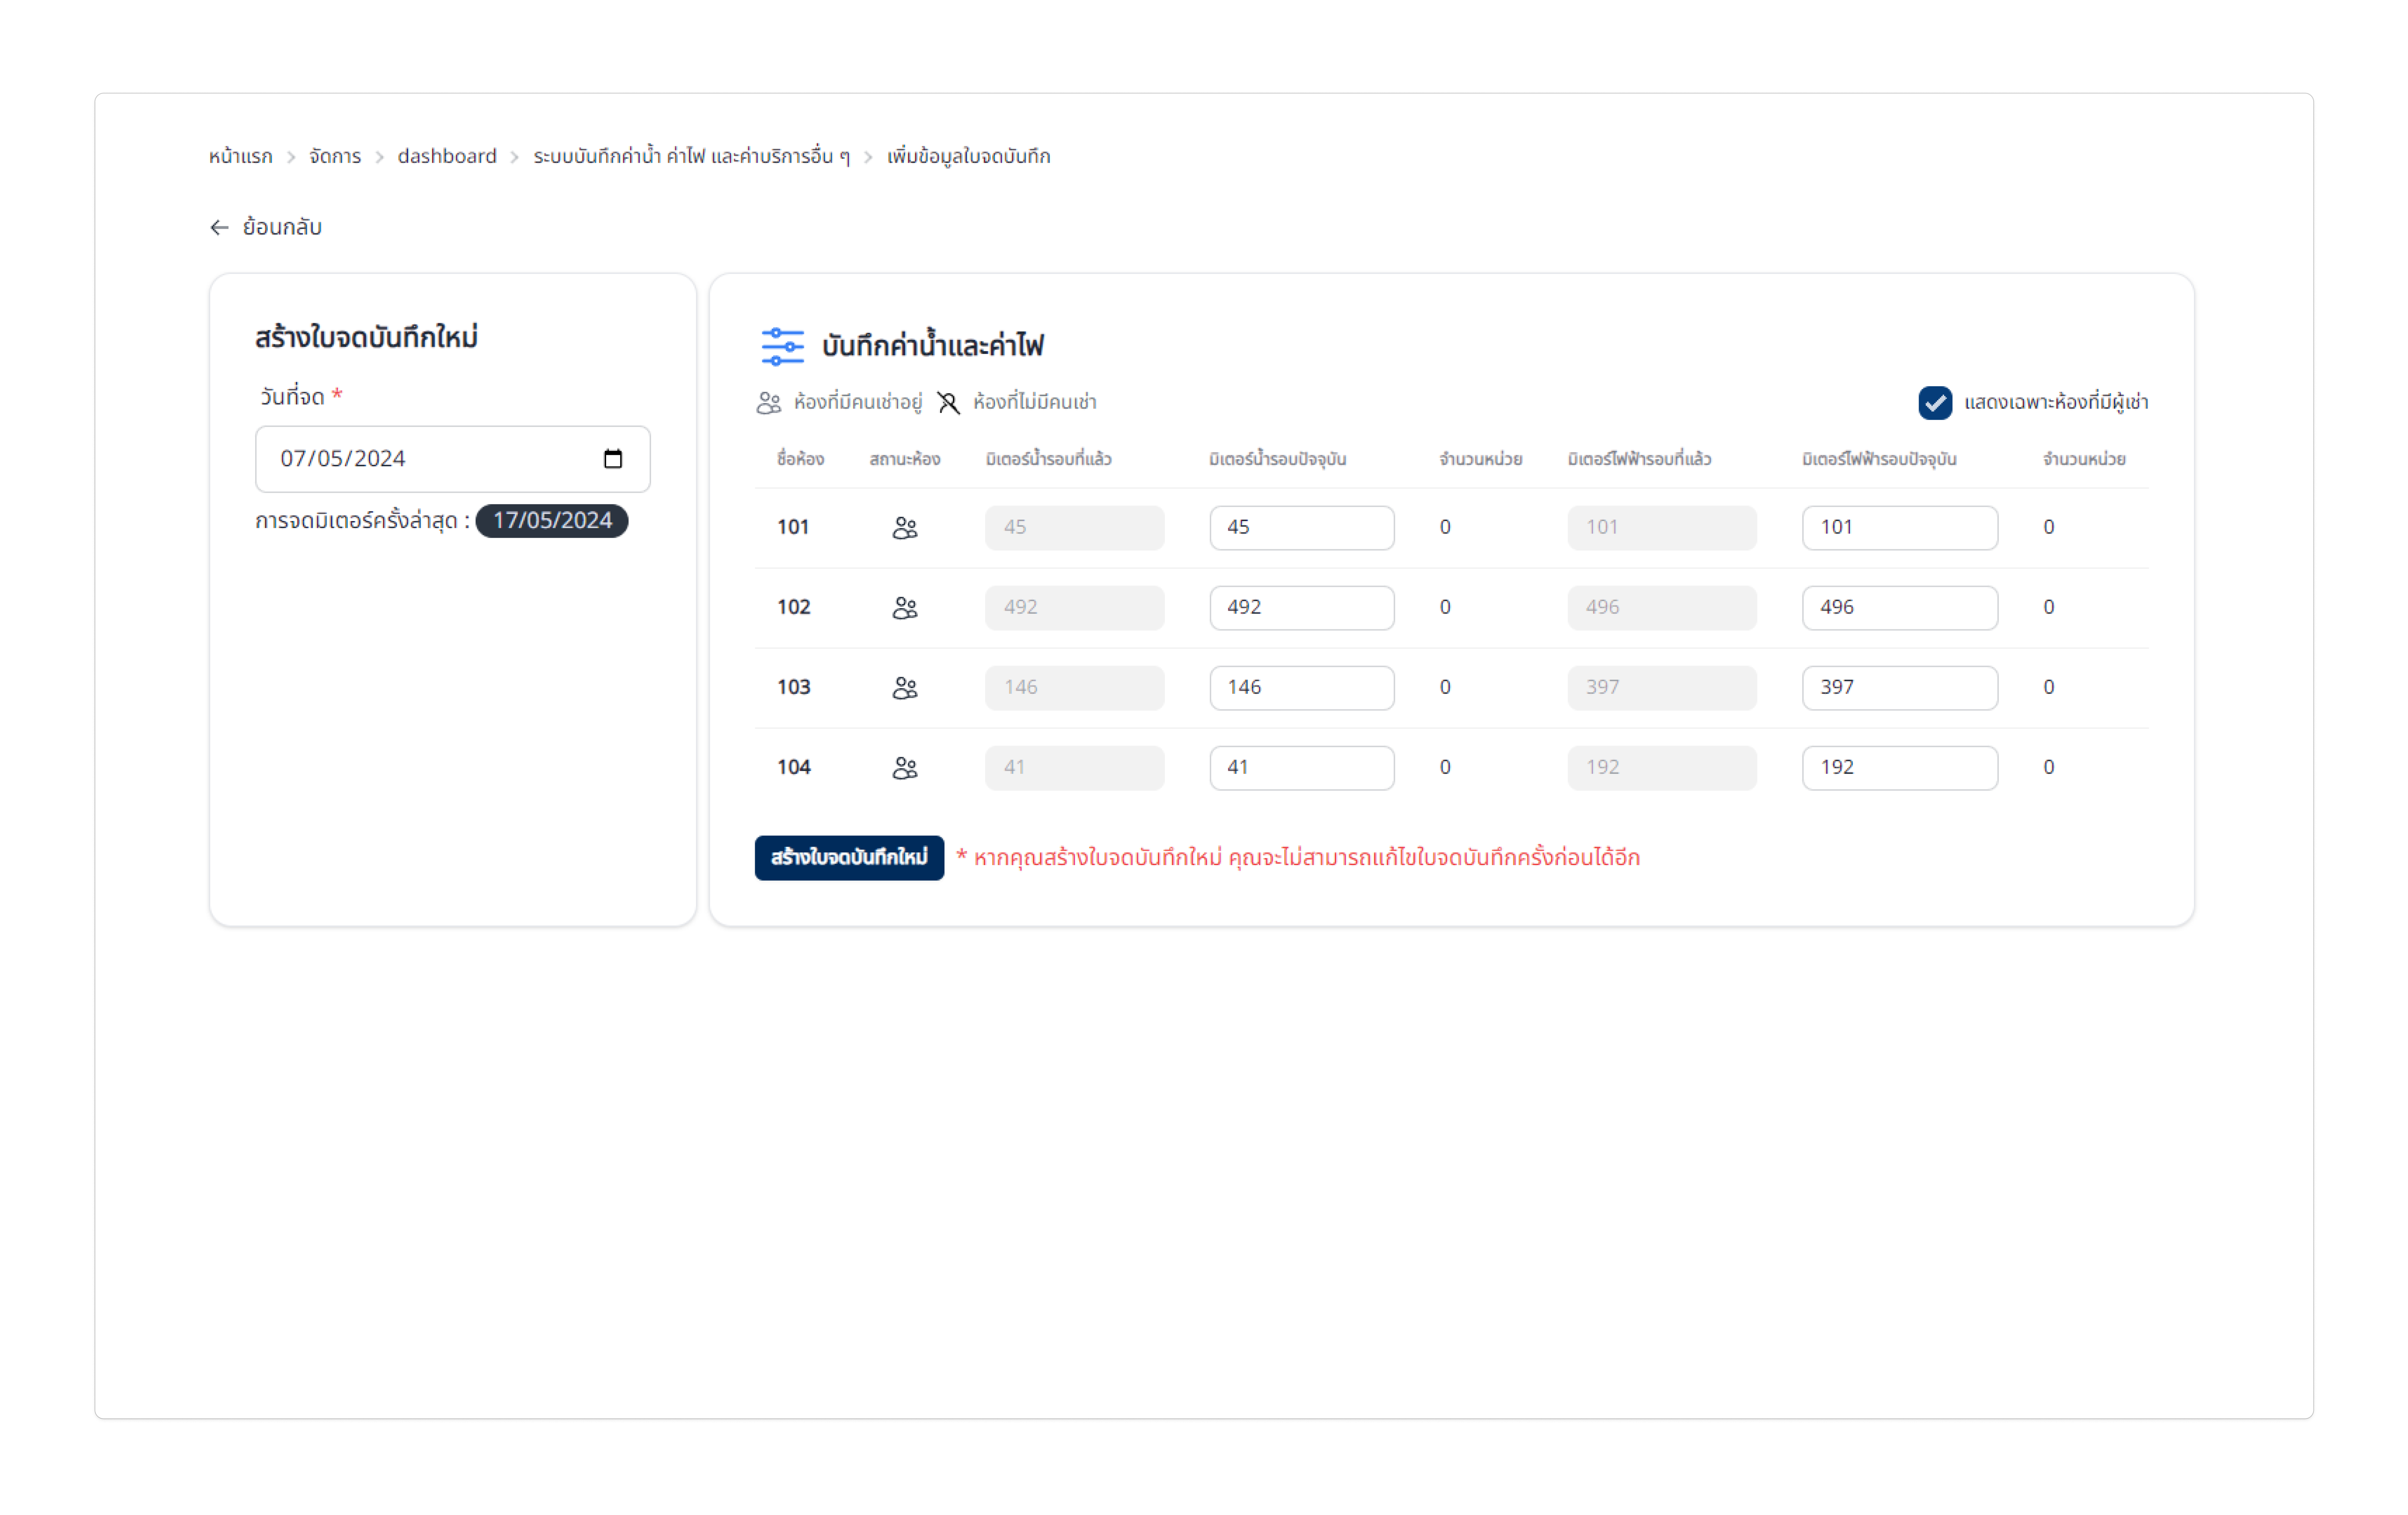 หน้าแรก > จัดการ > dashboard > ระบบบันทึกค่าน้ำ ค่าไฟ และค่าบริการอื่น ๆ > เพิ่มข้อมูลใบจดบันทึก
← ย้อนกลับ
สร้างใบจดบันทึกใหม่
วันที่จด *
07/05/2024
การจดมิเตอร์ครั้งล่าสุด : 17/05/2024
บันทึกค่าน้ำและค่าไฟ
ห้องที่มีคนเช่าอยู่ ห้องที่ไม่มีคนเช่า
แสดงเฉพาะห้องที่มีผู้เช่า
ชื่อห้อง สถานะห้อง มิเตอร์น้ำรอบที่แล้ว มิเตอร์น้ำรอบปัจจุบัน จำนวนหน่วย มิเตอร์ไฟฟ้ารอบที่แล้ว มิเตอร์ไฟฟ้ารอบปัจจุบัน จำนวนหน่วย
101 45 45 0 101 101 0
102 492 492 0 496 496 0
103 146 146 0 397 397 0
104 41 41 0 192 192 0
สร้างใบจดบันทึกใหม่ * หากคุณสร้างใบจดบันทึกใหม่ คุณจะไม่สามารถแก้ไขใบจดบันทึกครั้งก่อนได้อีก